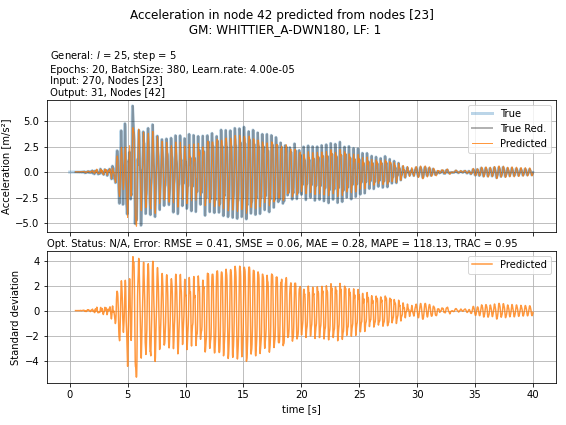 Acceleration in node 42 predicted from nodes [23]
GM: WHITTIER_A-DWN180, LF: 1
General: l = 25, step = 5
Epochs: 20, BatchSize: 380, Learn.rate: 4.00e-05
Input: 270, Nodes [23]
Output: 31, Nodes [42]
True
True Red.
Predicted
Acceleration [m/s²]
5.0
2.5
0.0
−2.5
−5.0
Opt. Status: N/A, Error: RMSE = 0.41, SMSE = 0.06, MAE = 0.28, MAPE = 118.13, TRAC = 0.95
Predicted
Standard deviation
4
2
0
−2
−4
0 5 10 15 20 25 30 35 40
time [s]